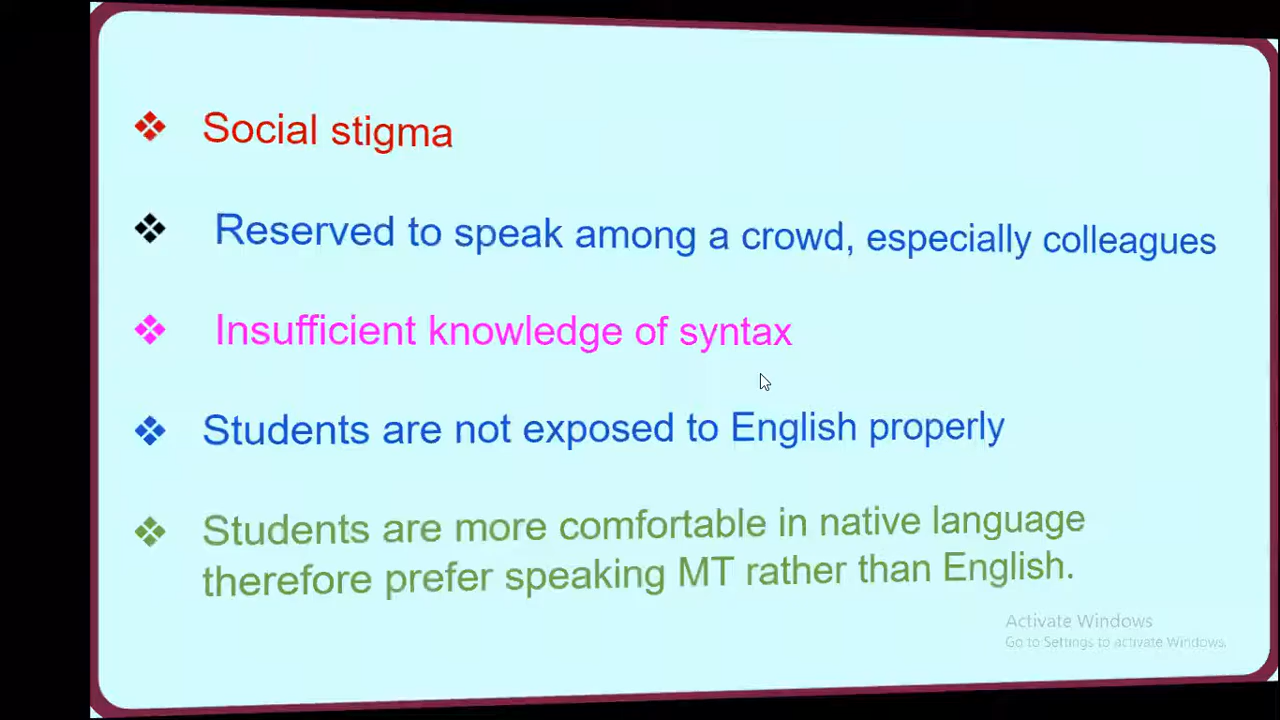 Social stigma
Reserved to speak among a crowd, especially colleagues
Insufficient knowledge of syntax
Students are not exposed to English properly
Students are more comfortable in native language
therefore prefer speaking MT rather than English.
Activate Windows
Go to Settings to activate Windows.